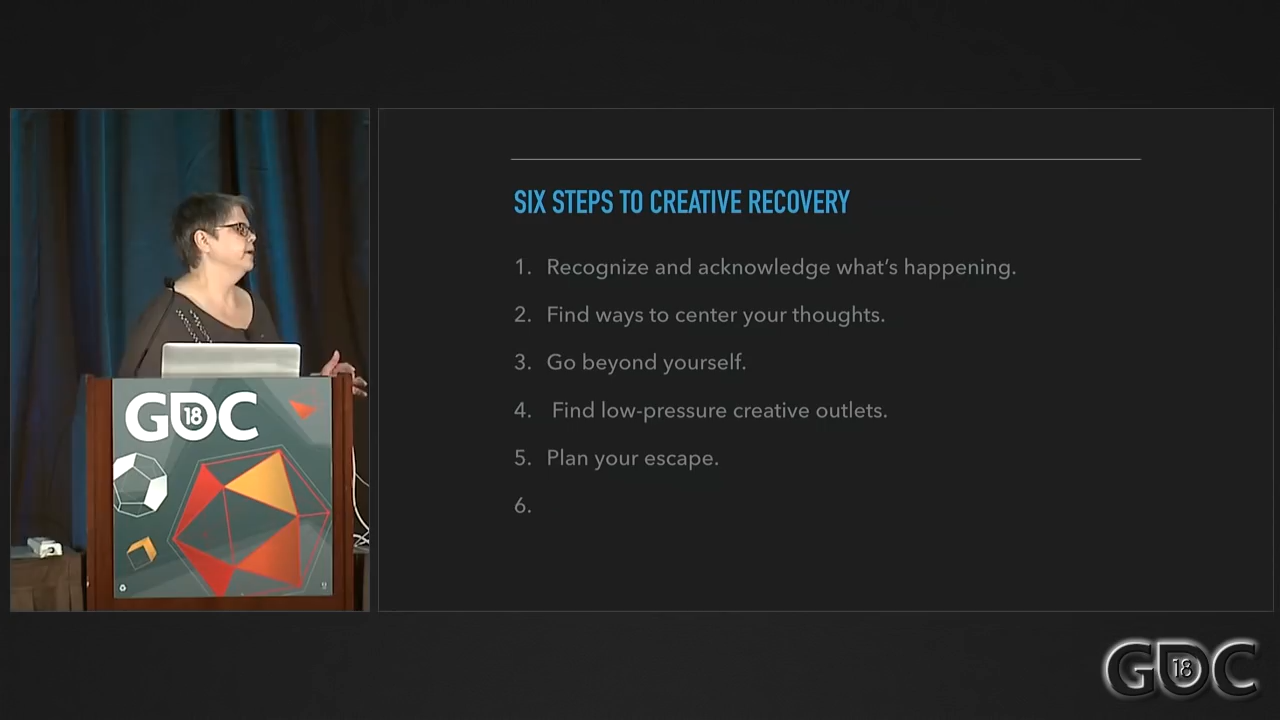 SIX STEPS TO CREATIVE RECOVERY
1. Recognize and acknowledge what's happening.
2. Find ways to center your thoughts.
3. Go beyond yourself.
4. Find low-pressure creative outlets.
5. Plan your escape.
6.
GDC
18
GDC
18